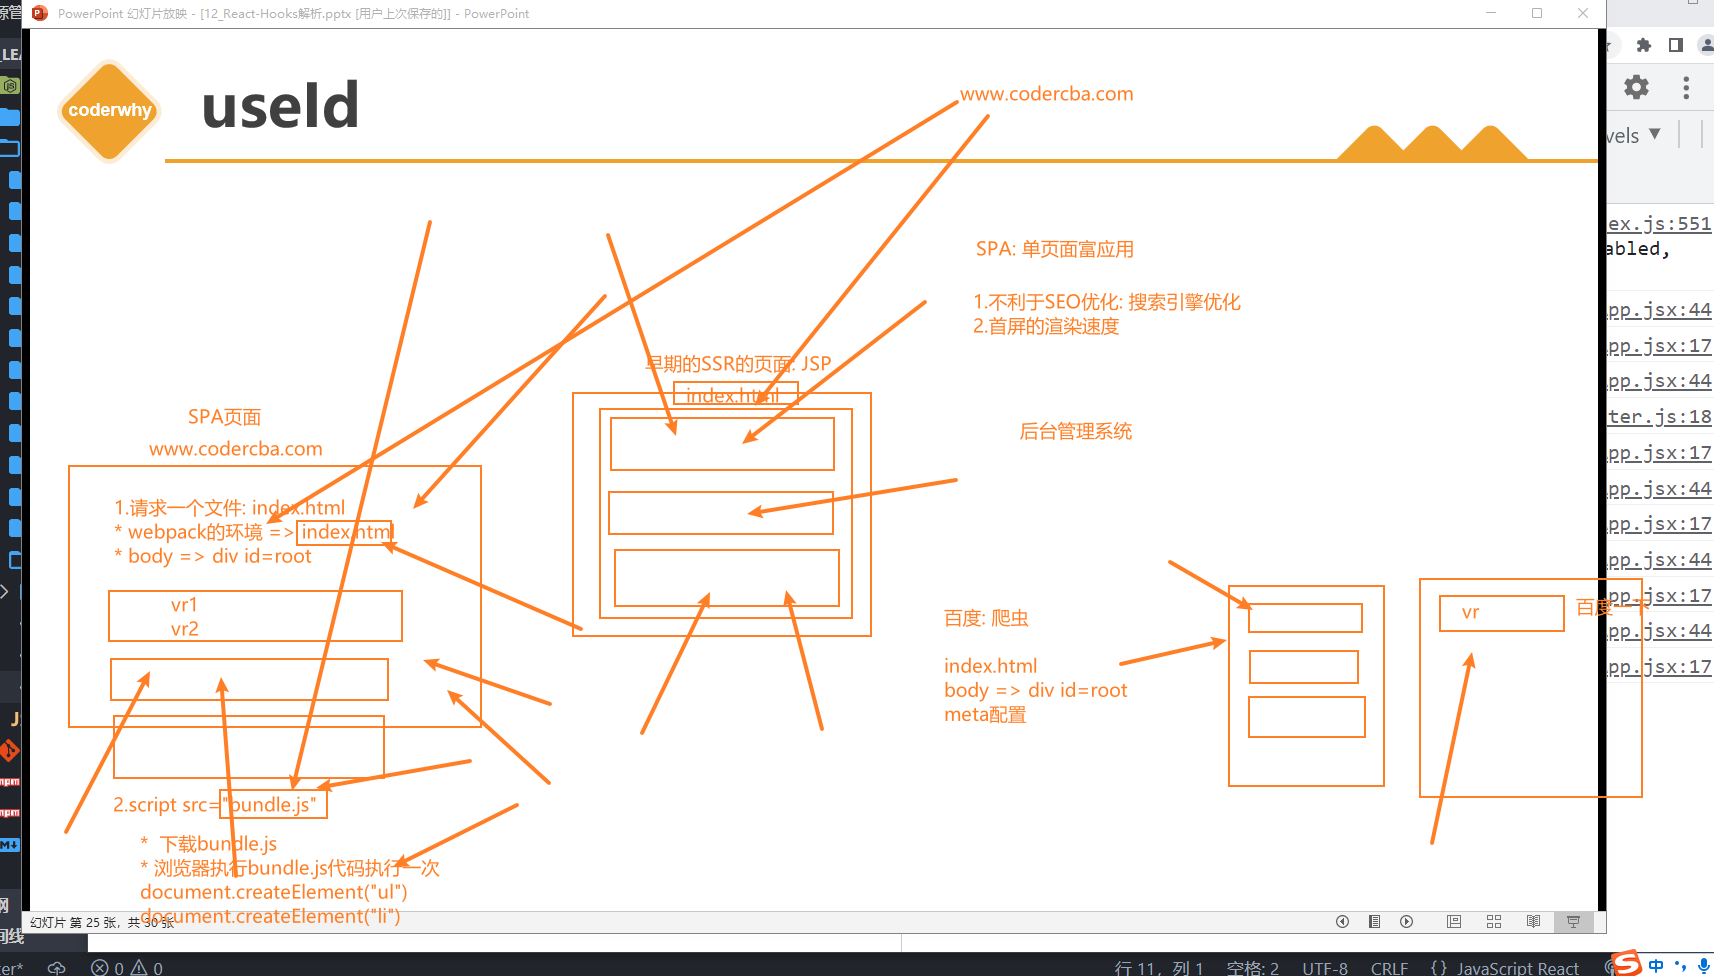 PowerPoint 幻灯片放映 - [12_React-Hooks解析.pptx [用户上次保存的]] - PowerPoint
coderwhy
useId
www.codercba.com
SPA: 单页面富应用
1.不利于SEO优化: 搜索引擎优化
2.首屏的渲染速度
早期的SSR的页面: JSP
index.html
SPA页面
www.codercba.com
后台管理系统
1.请求一个文件: index.html
* webpack的环境 => index.html
* body => div id=root
vr1
vr2
百度: 爬虫
index.html
body => div id=root
meta配置
vr
百度一下
2.script src="bundle.js"
* 下载bundle.js
* 浏览器执行bundle.js代码执行一次
document.createElement("ul")
document.createElement("li")
幻灯片 第 25 张，共 30 张
vels
ex.js:551
abled,
pp.jsx:44
pp.jsx:17
pp.jsx:44
ter.js:18
pp.jsx:17
pp.jsx:44
pp.jsx:17
pp.jsx:44
pp.jsx:17
pp.jsx:44
pp.jsx:17
源管
_LEA
npm
npm
M
网
间线
ter*
0
0
行 11，列 1
空格: 2
UTF-8
CRLF
{} JavaScript React
S
中